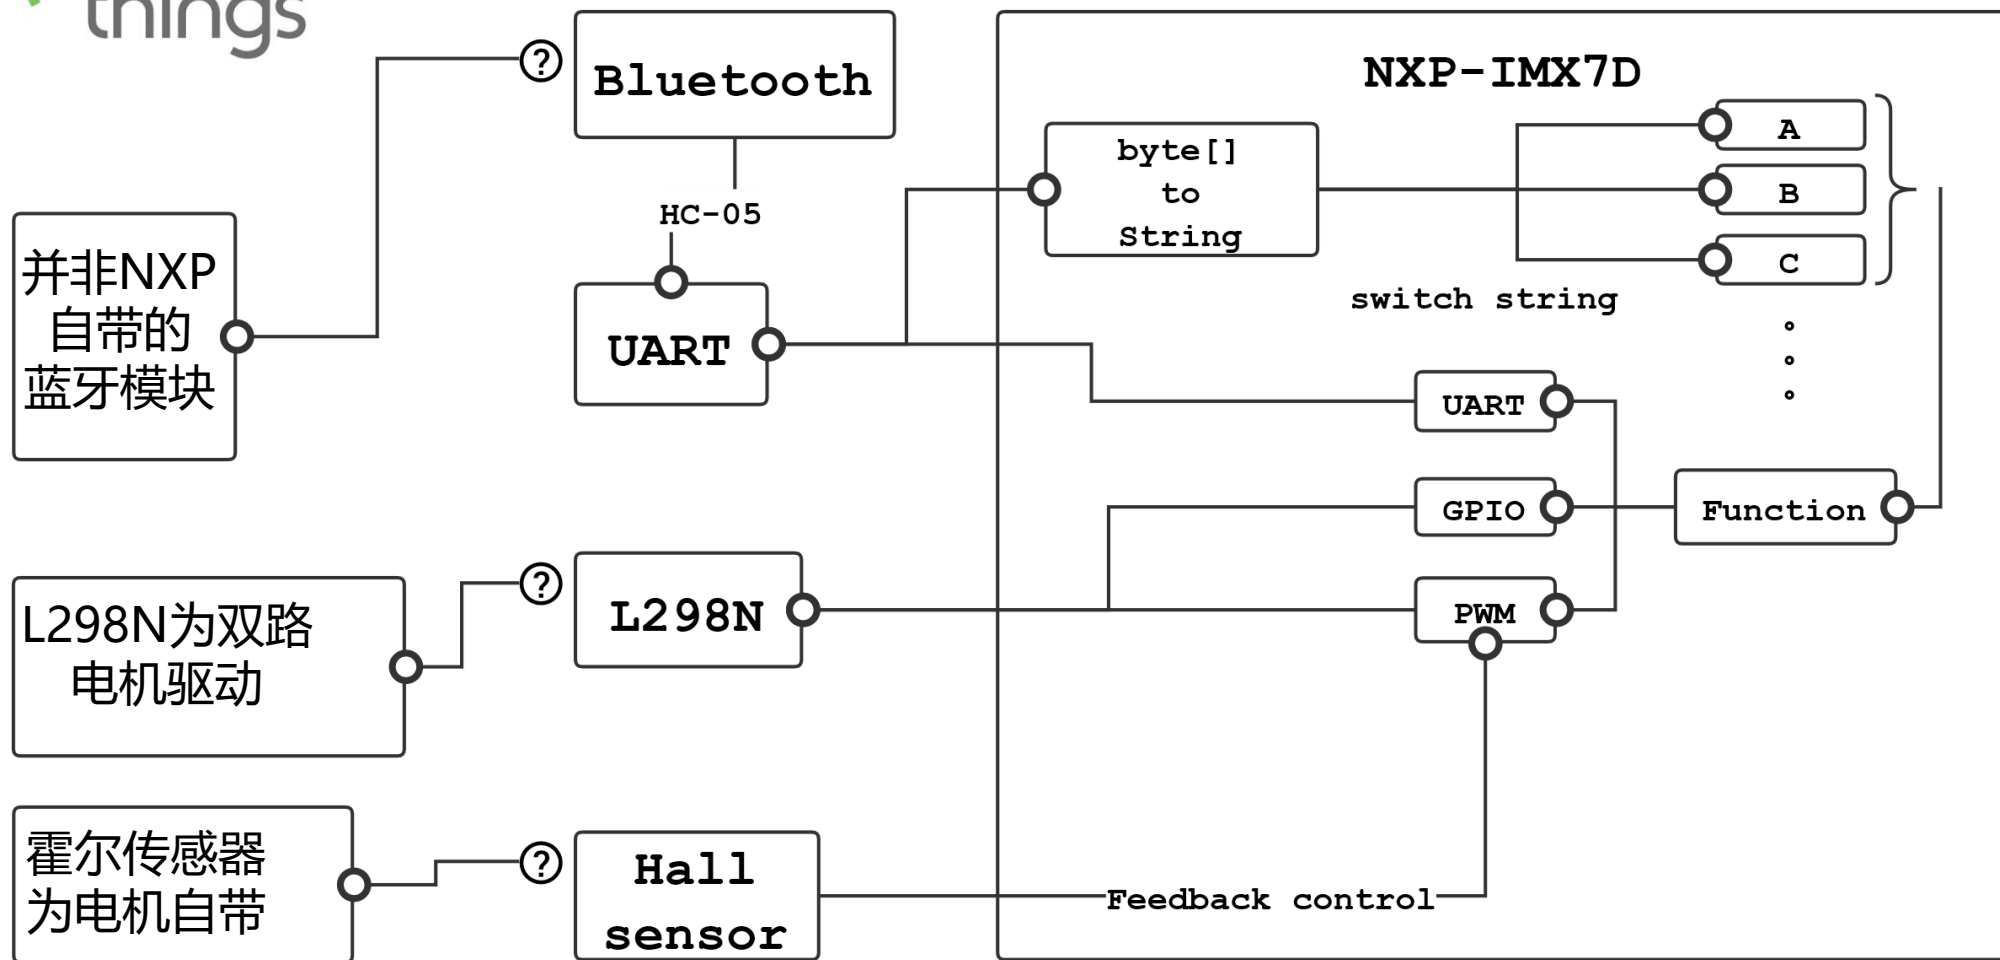 things
Bluetooth
HC-05
UART
并非NXP
自带的
蓝牙模块
L298N为双路
电机驱动
L298N
霍尔传感器
为电机自带
Hall
sensor
NXP-IMX7D
byte[]
to
String
A
B
C
switch string
UART
GPIO
PWM
Function
Feedback control
?
?
?